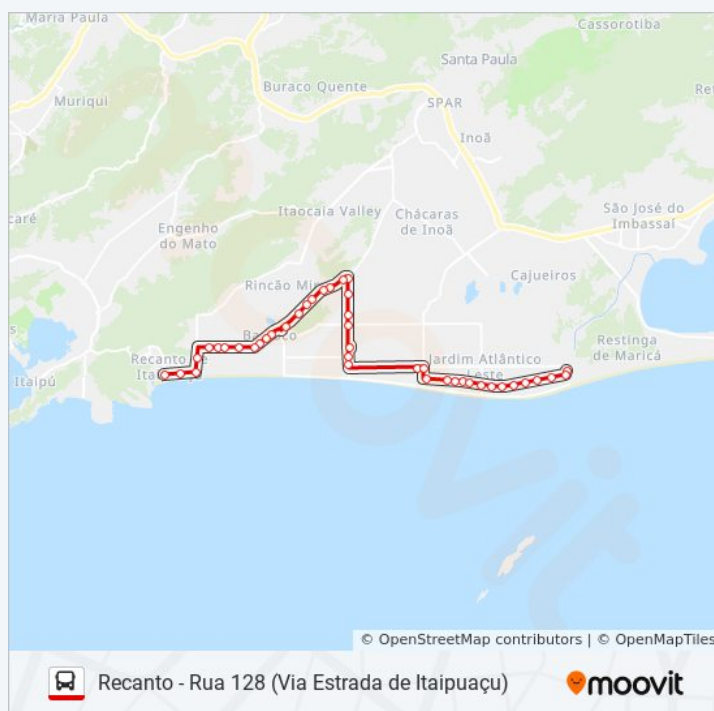 Maria Paula
Cassorotiba
Santa Paula
Buraco Quente
Muriqui
SPAR
Inoã
Itaocaia Valley
Chácaras
de Inoã
São José do
Imbassaí
Engenho
do Mato
Cajueiros
Rincão Mi
Restinga
de Maricá
Recanto de
Jardim Atlântico
Leste
Itaipú
© OpenStreetMap contributors | © OpenMapTiles
Recanto - Rua 128 (Via Estrada de Itaipuaçu)
moovit